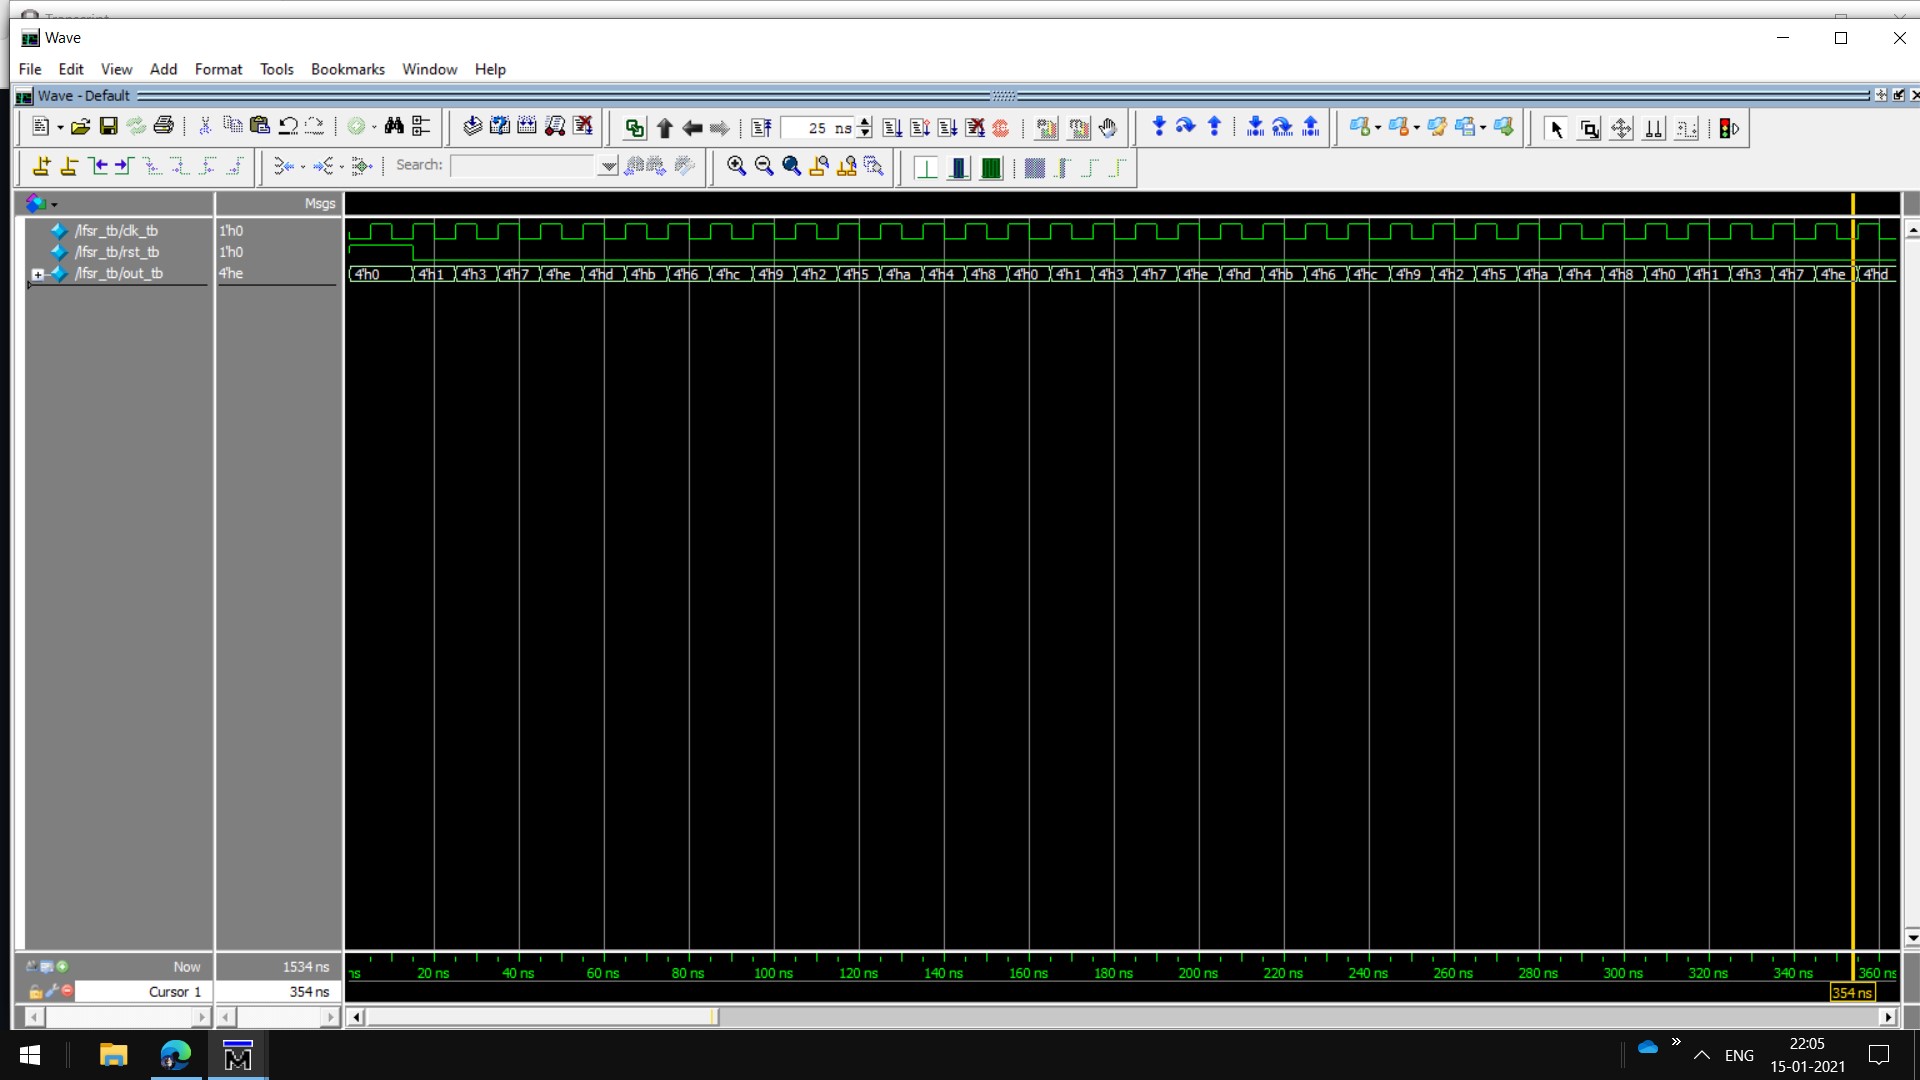 Transcript
Wave
File Edit View Add Format Tools Bookmarks Window Help
Wave - Default
25 ns
Search:
Msgs
/lfsr_tb/clk_tb 1'h0
/lfsr_tb/rst_tb 1'h0
/lfsr_tb/out_tb 4'he 4'h0 4'h1 4'h3 4'h7 4'he 4'hd 4'hb 4'h6 4'hc 4'h9 4'h2 4'h5 4'ha 4'h4 4'h8 4'h0 4'h1 4'h3 4'h7 4'he 4'hd 4'hb 4'h6 4'hc 4'h9 4'h2 4'h5 4'ha 4'h4 4'h8 4'h0 4'h1 4'h3 4'h7 4'he 4'hd
Now 1534 ns ns 20 ns 40 ns 60 ns 80 ns 100 ns 120 ns 140 ns 160 ns 180 ns 200 ns 220 ns 240 ns 260 ns 280 ns 300 ns 320 ns 340 ns 360 ns
Cursor 1 354 ns 354 ns
22:05
ENG
15-01-2021